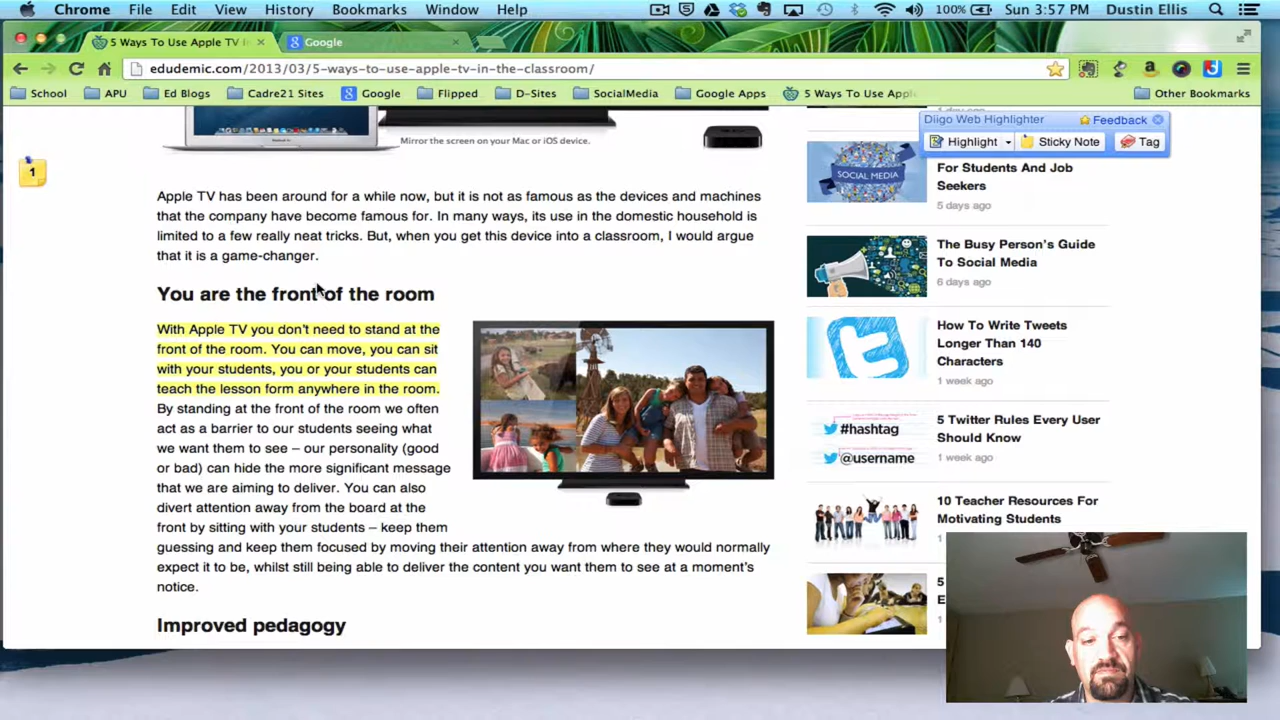 Chrome File Edit View History Bookmarks Window Help 100% Sun 3:57 PM Dustin Ellis
5 Ways To Use Apple TV i
Google
edudemic.com/2013/03/5-ways-to-use-apple-tv-in-the-classroom/
School APU Ed Blogs Cadre21 Sites Google Flipped D-Sites SocialMedia Google Apps 5 Ways To Use Appl Other Bookmarks
Diigo Web Highlighter Feedback
Highlight Sticky Note Tag
Mirror the screen on your Mac or iOS device.
1
Apple TV has been around for a while now, but it is not as famous as the devices and machines
that the company have become famous for. In many ways, its use in the domestic household is
limited to a few really neat tricks. But, when you get this device into a classroom, I would argue
that it is a game-changer.
You are the front of the room
With Apple TV you don't need to stand at the
front of the room. You can move, you can sit
with your students, you or your students can
teach the lesson form anywhere in the room.
By standing at the front of the room we often
act as a barrier to our students seeing what
we want them to see – our personality (good
or bad) can hide the more significant message
that we are aiming to deliver. You can also
divert attention away from the board at the
front by sitting with your students – keep them
guessing and keep them focused by moving their attention away from where they would normally
expect it to be, whilst still being able to deliver the content you want them to see at a moment's
notice.
Improved pedagogy
1 day ago
SOCIAL MEDIA
For Students And Job
Seekers
5 days ago
The Busy Person's Guide
To Social Media
6 days ago
How To Write Tweets
Longer Than 140
Characters
1 week ago
#hashtag
@username
5 Twitter Rules Every User
Should Know
1 week ago
10 Teacher Resources For
Motivating Students
5
E